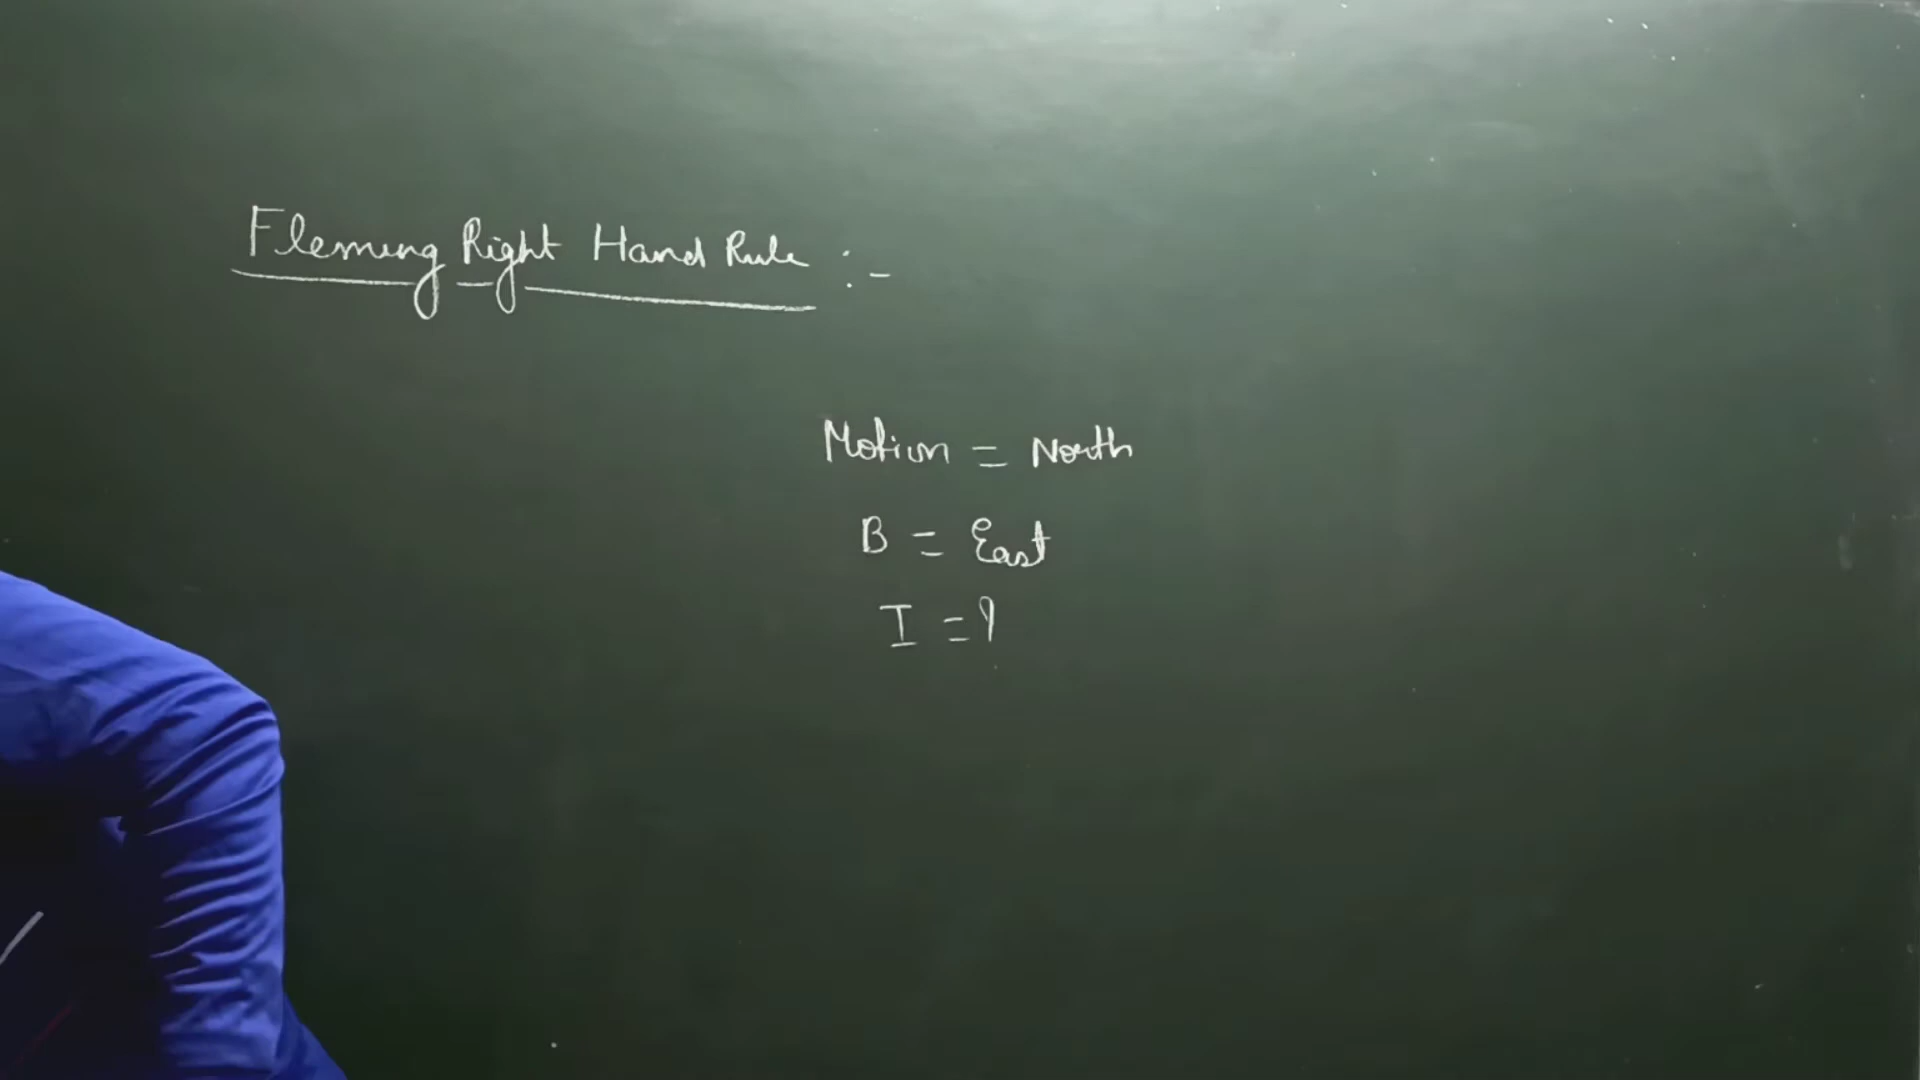 Fleming Right Hand Rule :-
Motion = North
B = East
I = ?